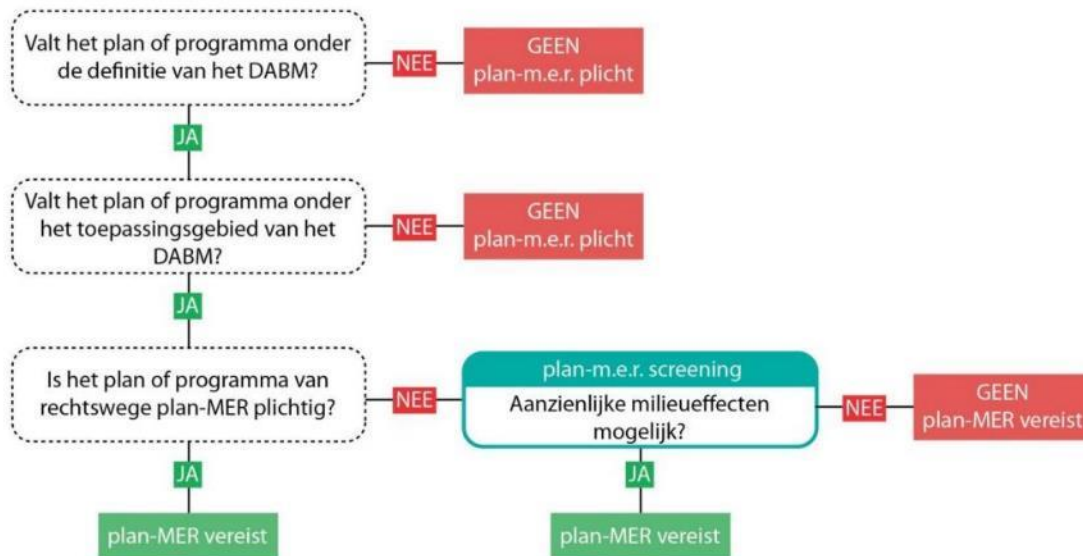 Valt het plan of programma onder
de definitie van het DABM?
NEE
GEEN
plan-m.e.r. plicht
JA
Valt het plan of programma onder
het toepassingsgebied van het
DABM?
NEE
GEEN
plan-m.e.r. plicht
JA
Is het plan of programma van
rechtswege plan-MER plichtig?
NEE
plan-m.e.r. screening
Aanzienlijke milieueffecten
mogelijk?
NEE
GEEN
plan-MER vereist
JA
JA
plan-MER vereist
plan-MER vereist